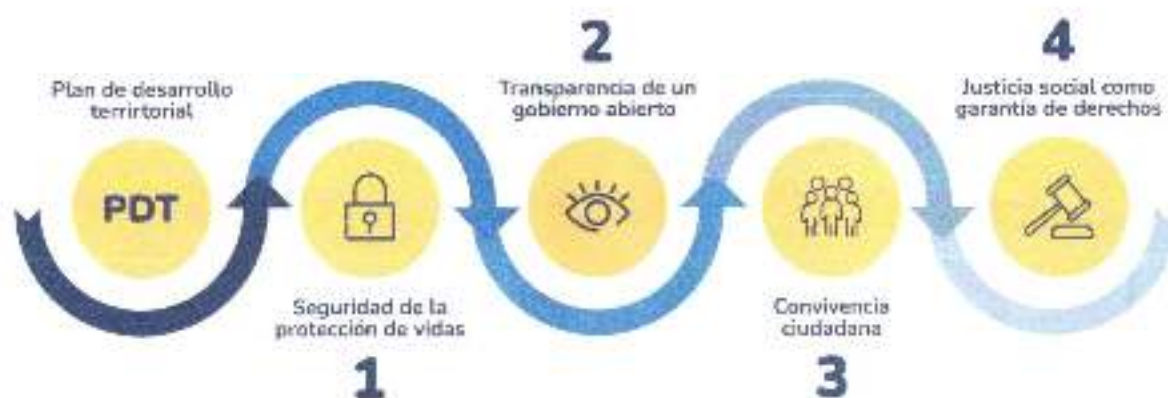 Plan de desarrollo
terrirtorial
PDT
Seguridad de la
protección de vidas
1
2
Transparencia de un
gobierno abierto
Convivencia
ciudadana
3
4
Justicia social como
garantía de derechos